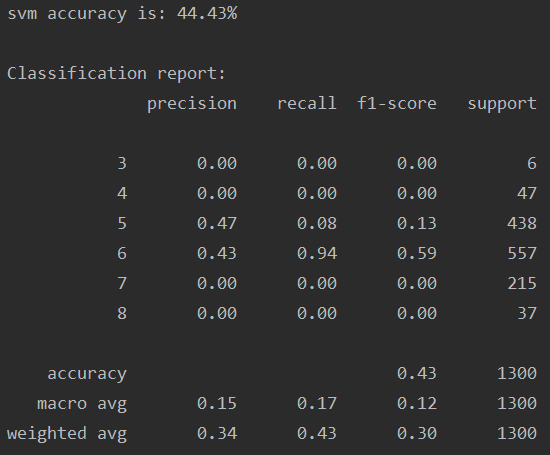 svm accuracy is: 44.43%
Classification report:
precision recall f1-score support
3 0.00 0.00 0.00 6
4 0.00 0.00 0.00 47
5 0.47 0.08 0.13 438
6 0.43 0.94 0.59 557
7 0.00 0.00 0.00 215
8 0.00 0.00 0.00 37
accuracy 0.43 1300
macro avg 0.15 0.17 0.12 1300
weighted avg 0.34 0.43 0.30 1300